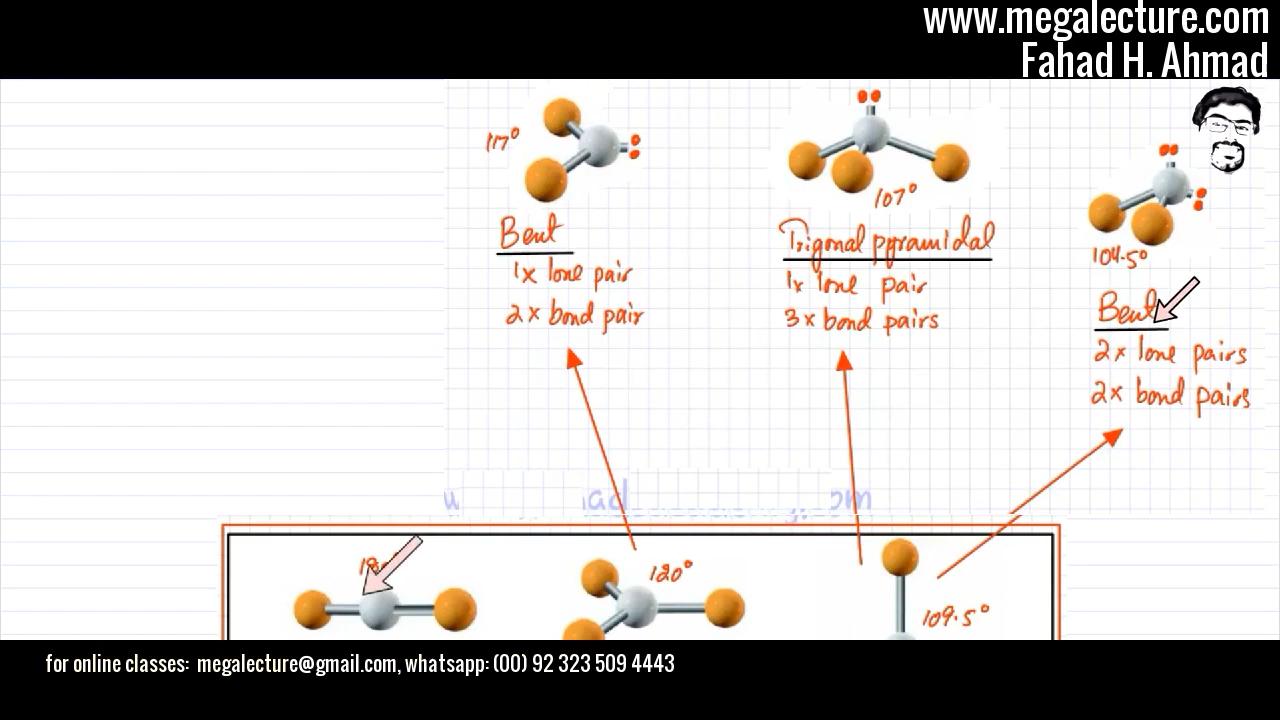 www.megalecture.com
Fahad H. Ahmad
117°
Bent
1x lone pair
2x bond pair
107°
Trigonal pyramidal
1x lone pair
3x bond pairs
104.5°
Bent
2x lone pairs
2x bond pairs
120°
109.5°
for online classes: megalecture@gmail.com, whatsapp: (00) 92 323 509 4443